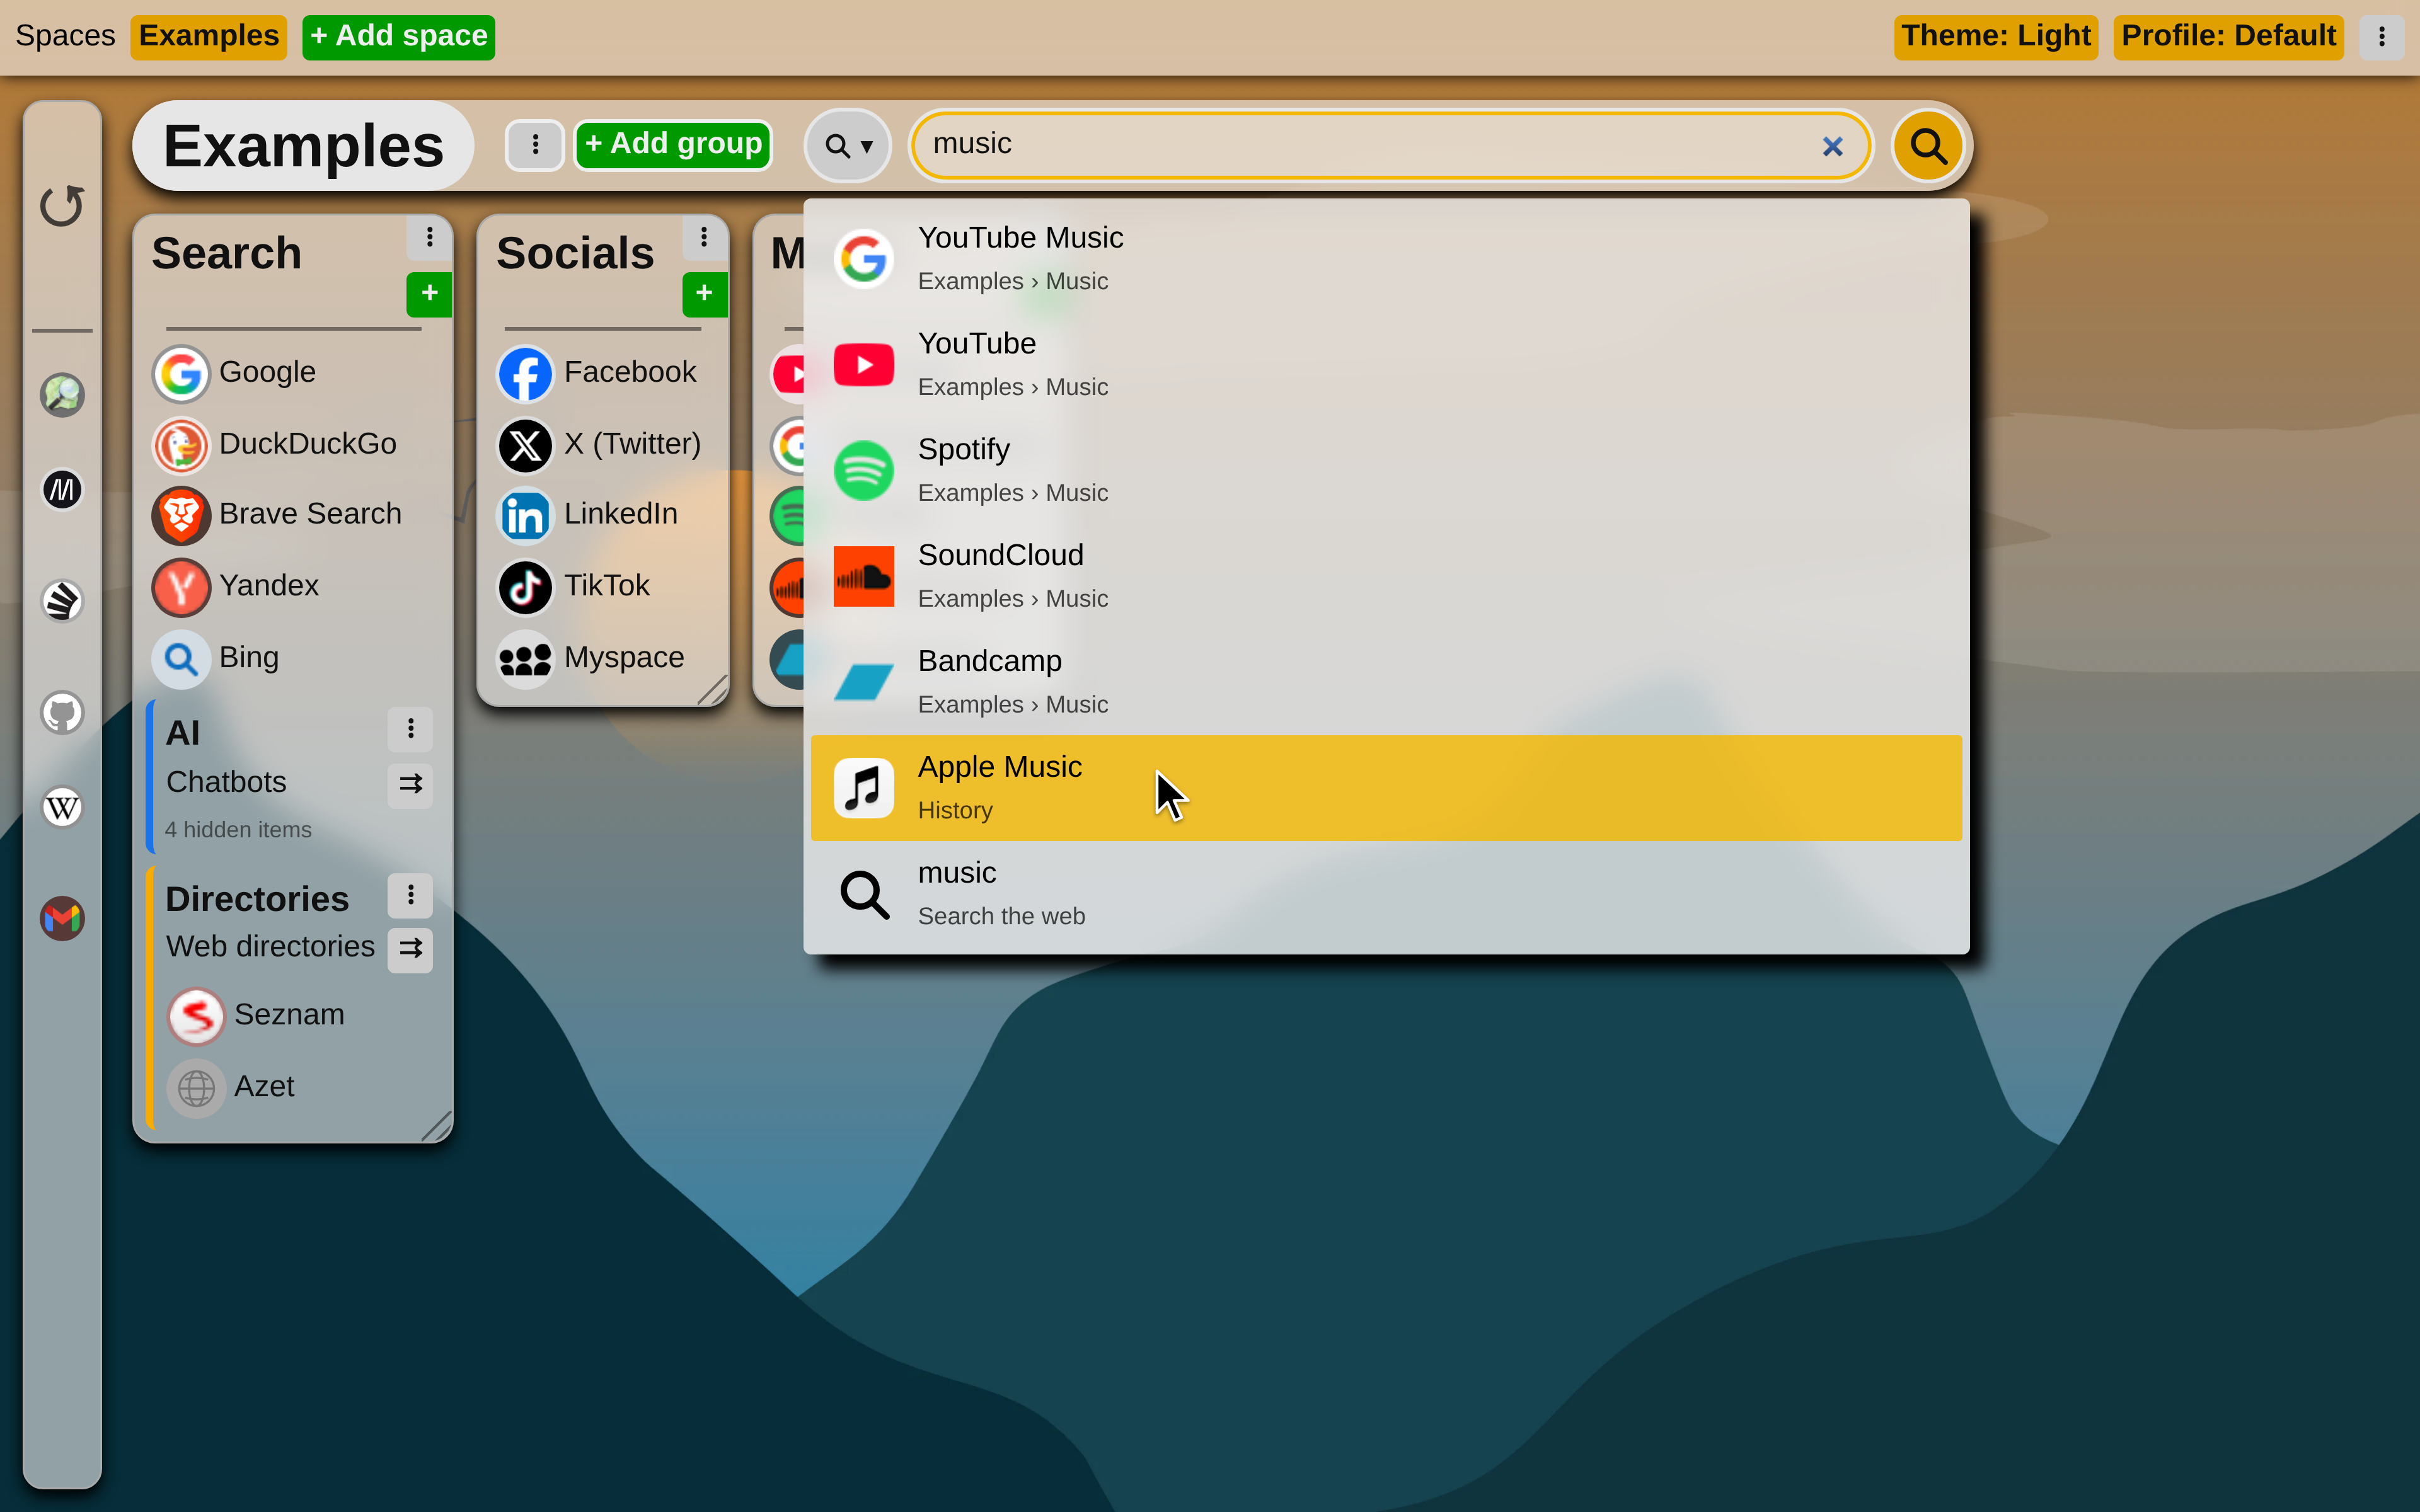 Spaces Examples + Add space Theme: Light Profile: Default
Examples + Add group music
Search
Google
DuckDuckGo
Brave Search
Yandex
Bing
AI
Chatbots
4 hidden items
Directories
Web directories
Seznam
Azet
Socials
Facebook
X (Twitter)
LinkedIn
TikTok
Myspace
M
YouTube Music
Examples › Music
YouTube
Examples › Music
Spotify
Examples › Music
SoundCloud
Examples › Music
Bandcamp
Examples › Music
Apple Music
History
music
Search the web